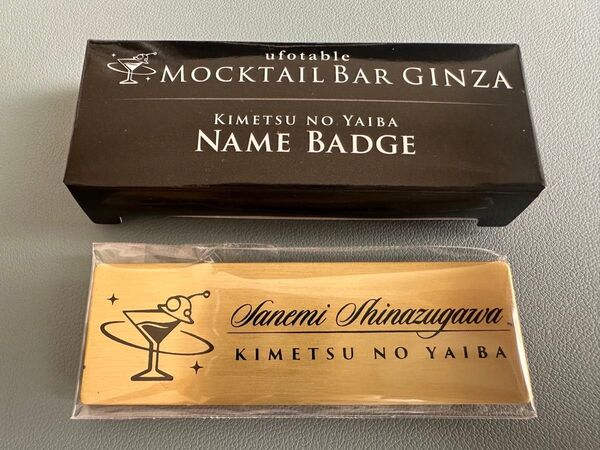 ufotable
MOCKTAIL BAR GINZA
KIMETSU NO YAIBA
NAME BADGE
Sanemi Shinazugawa
KIMETSU NO YAIBA